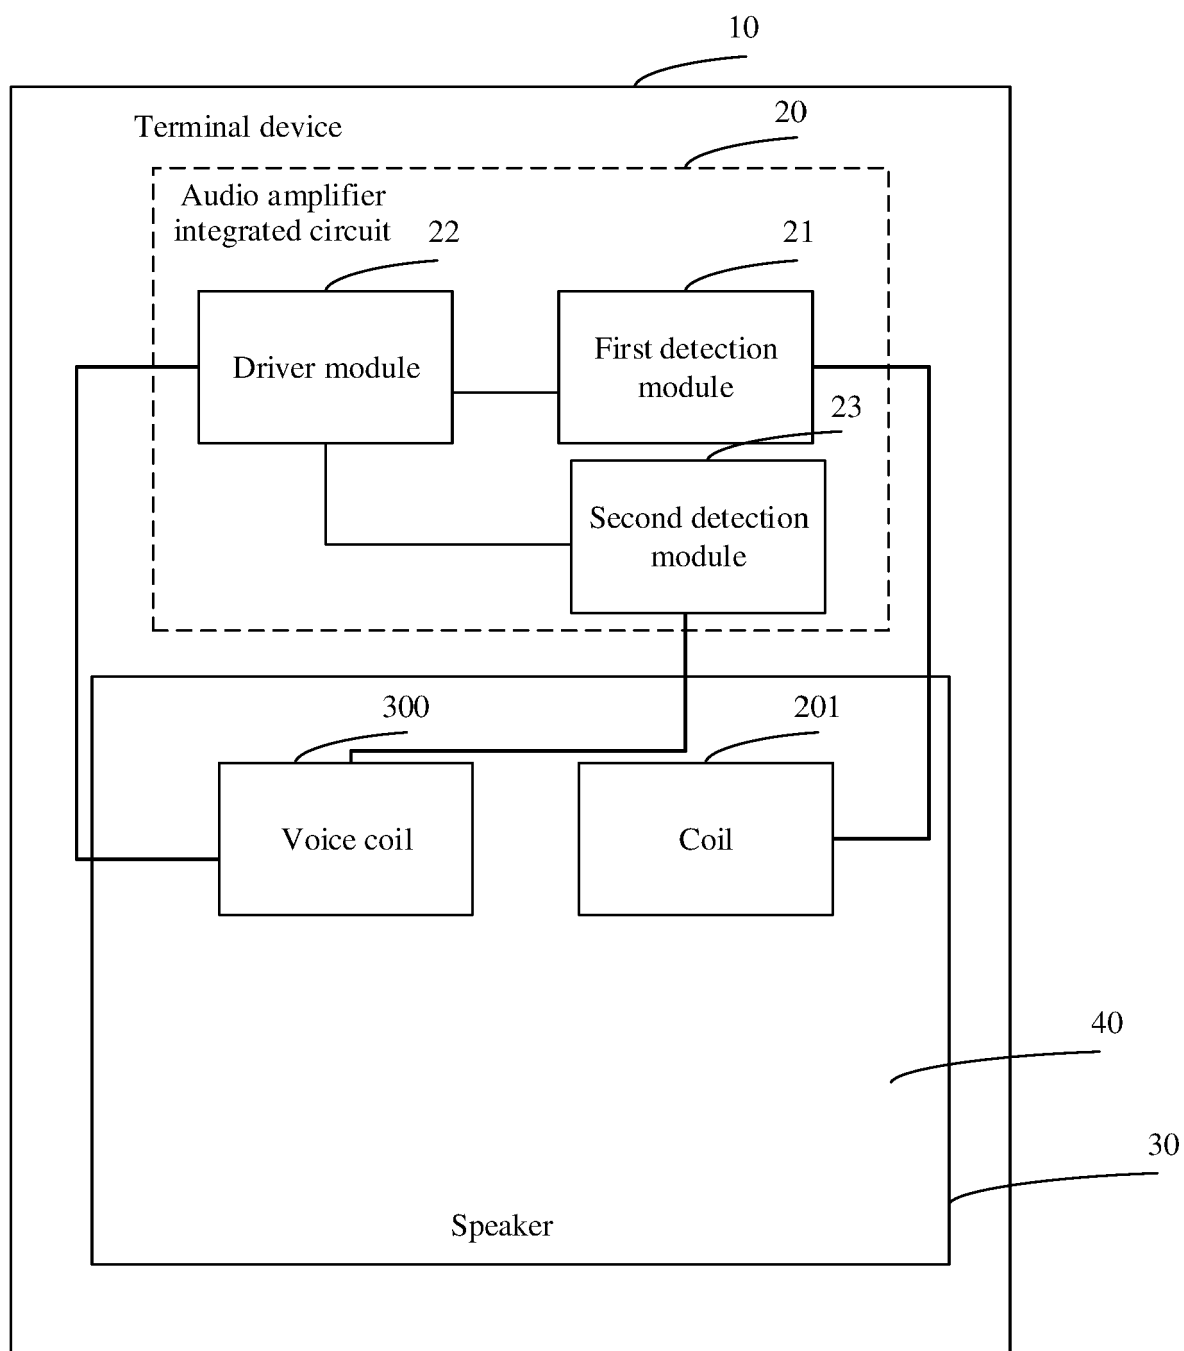 10
Terminal device
20
Audio amplifier
integrated circuit
22
21
Driver module
First detection
module
23
Second detection
module
300
201
Voice coil
Coil
40
30
Speaker